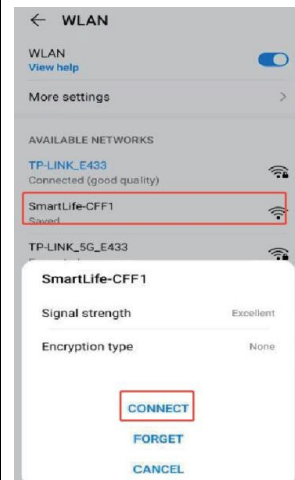 ← WLAN
WLAN
View help
More settings >
AVAILABLE NETWORKS
TP-LINK_E433
Connected (good quality)
SmartLife-CFF1
Saved
TP-LINK_5G_E433
SmartLife-CFF1
Signal strength Excellent
Encryption type None
CONNECT
FORGET
CANCEL